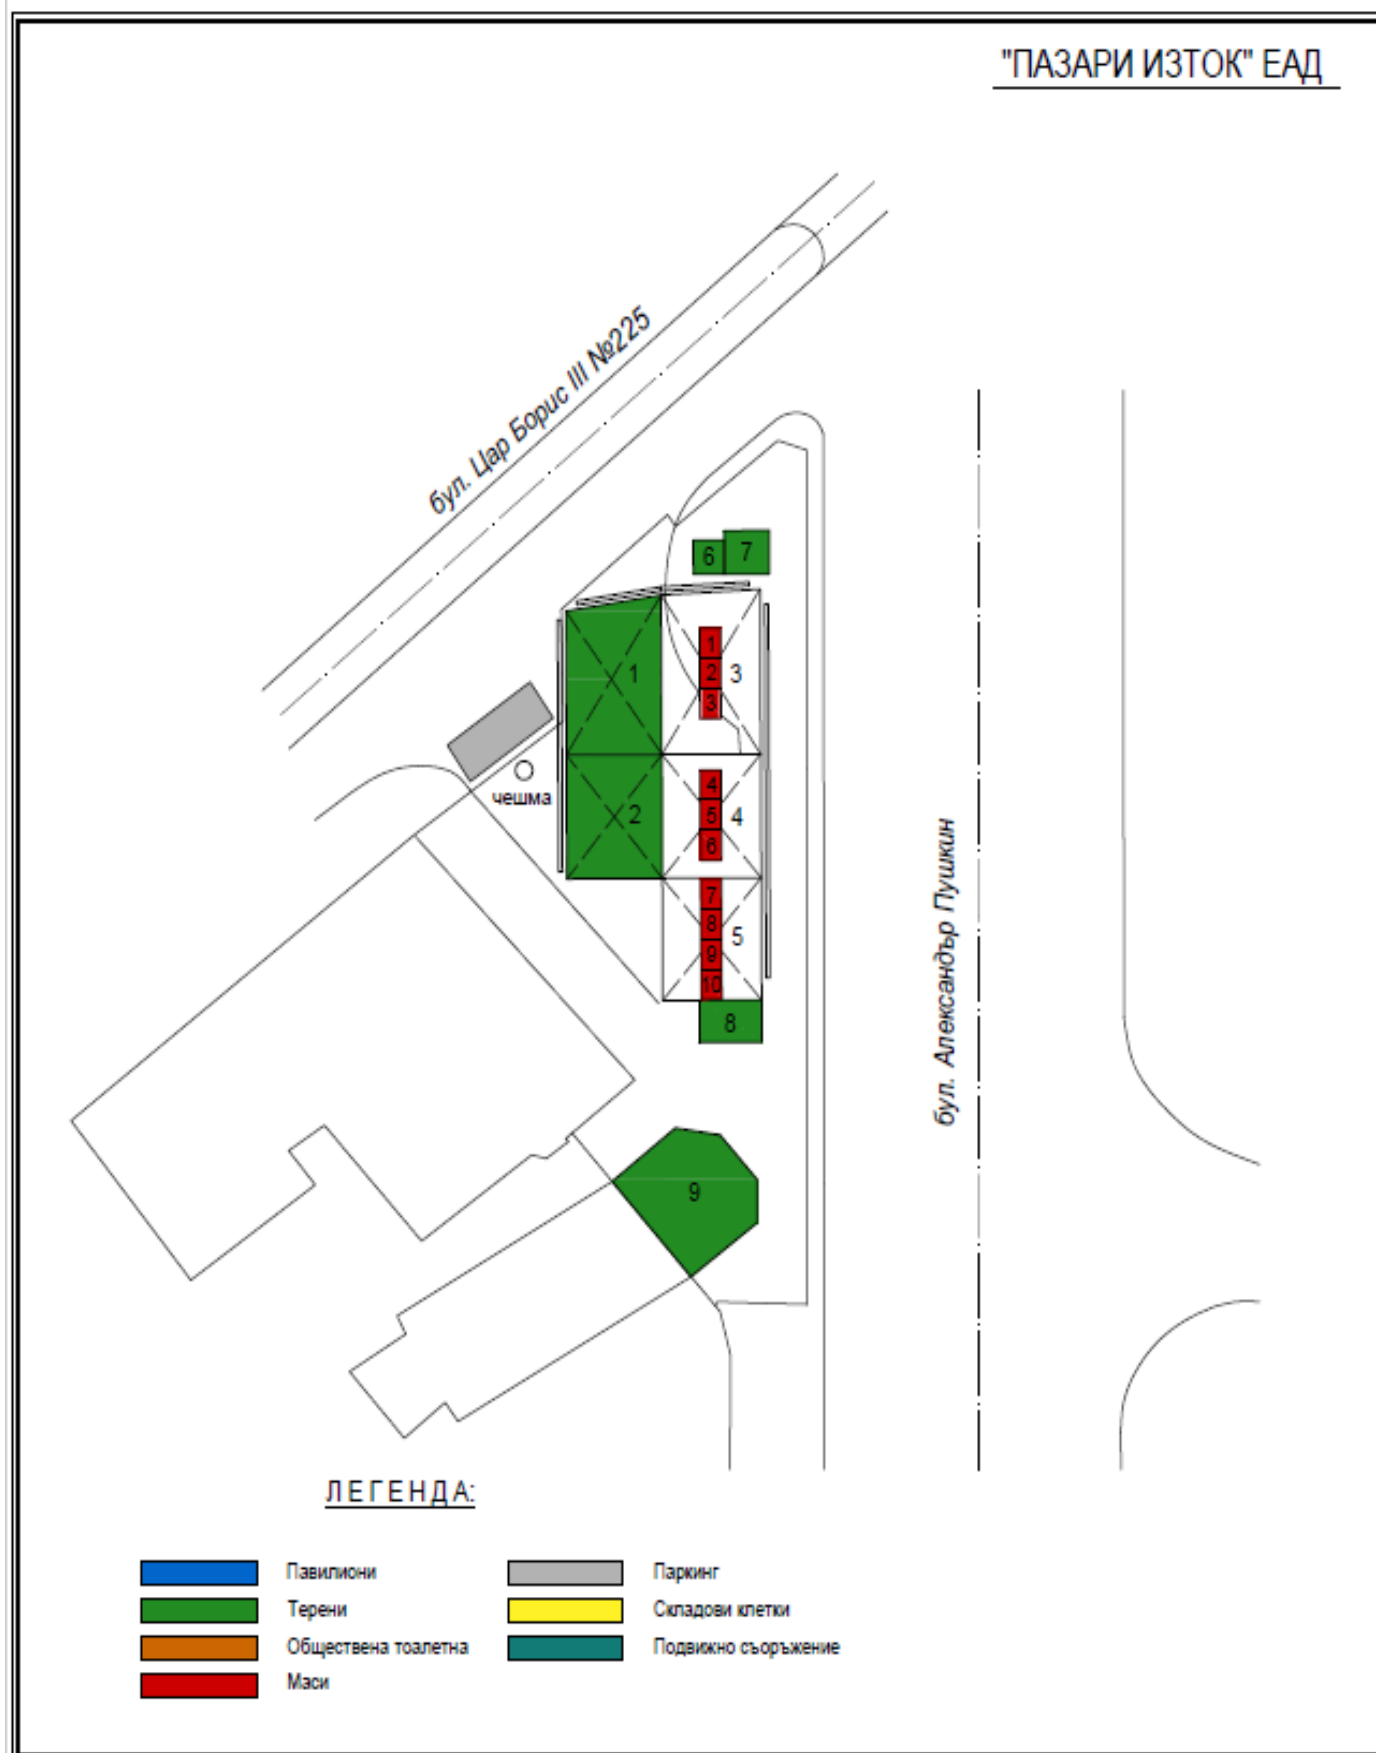 "ПАЗАРИ ИЗТОК" ЕАД
бул. Цар Борис III №225
6 7
1
1
2
3
3
чешма
2
4
5
6
4
7
8
9
10
5
8
бул. Александър Пушкин
9
ЛЕГЕНДА:
Павилиони
Паркинг
Терени
Складови клетки
Обществена тоалетна
Подвижно съоръжение
Маси